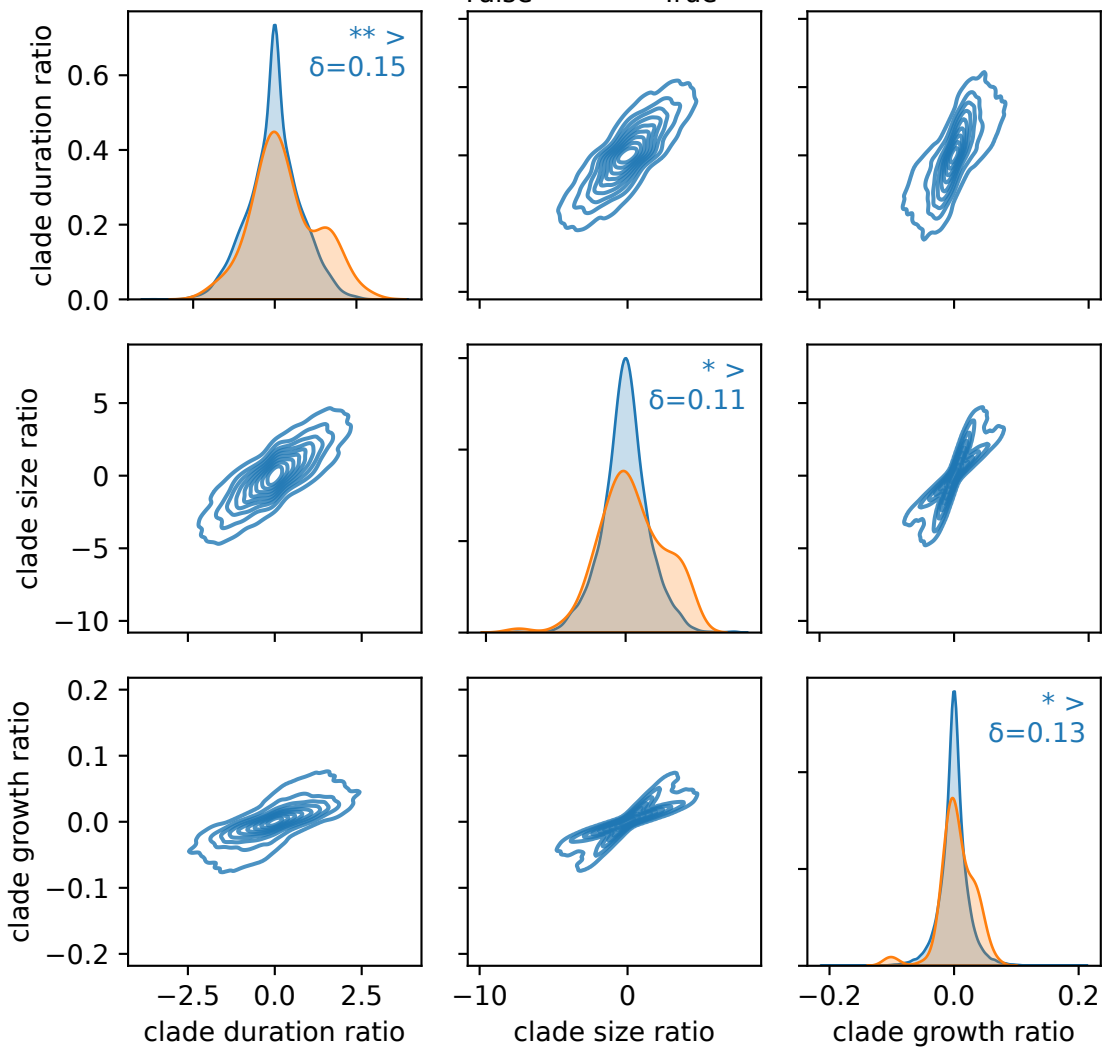 False True
clade duration ratio
0.6
0.4
0.2
0.0
** >
δ=0.15
clade size ratio
5
0
−5
−10
* >
δ=0.11
clade growth ratio
0.2
0.1
0.0
−0.1
−0.2
* >
δ=0.13
−2.5 0.0 2.5
−10 0
−0.2 0.0 0.2
clade duration ratio
clade size ratio
clade growth ratio